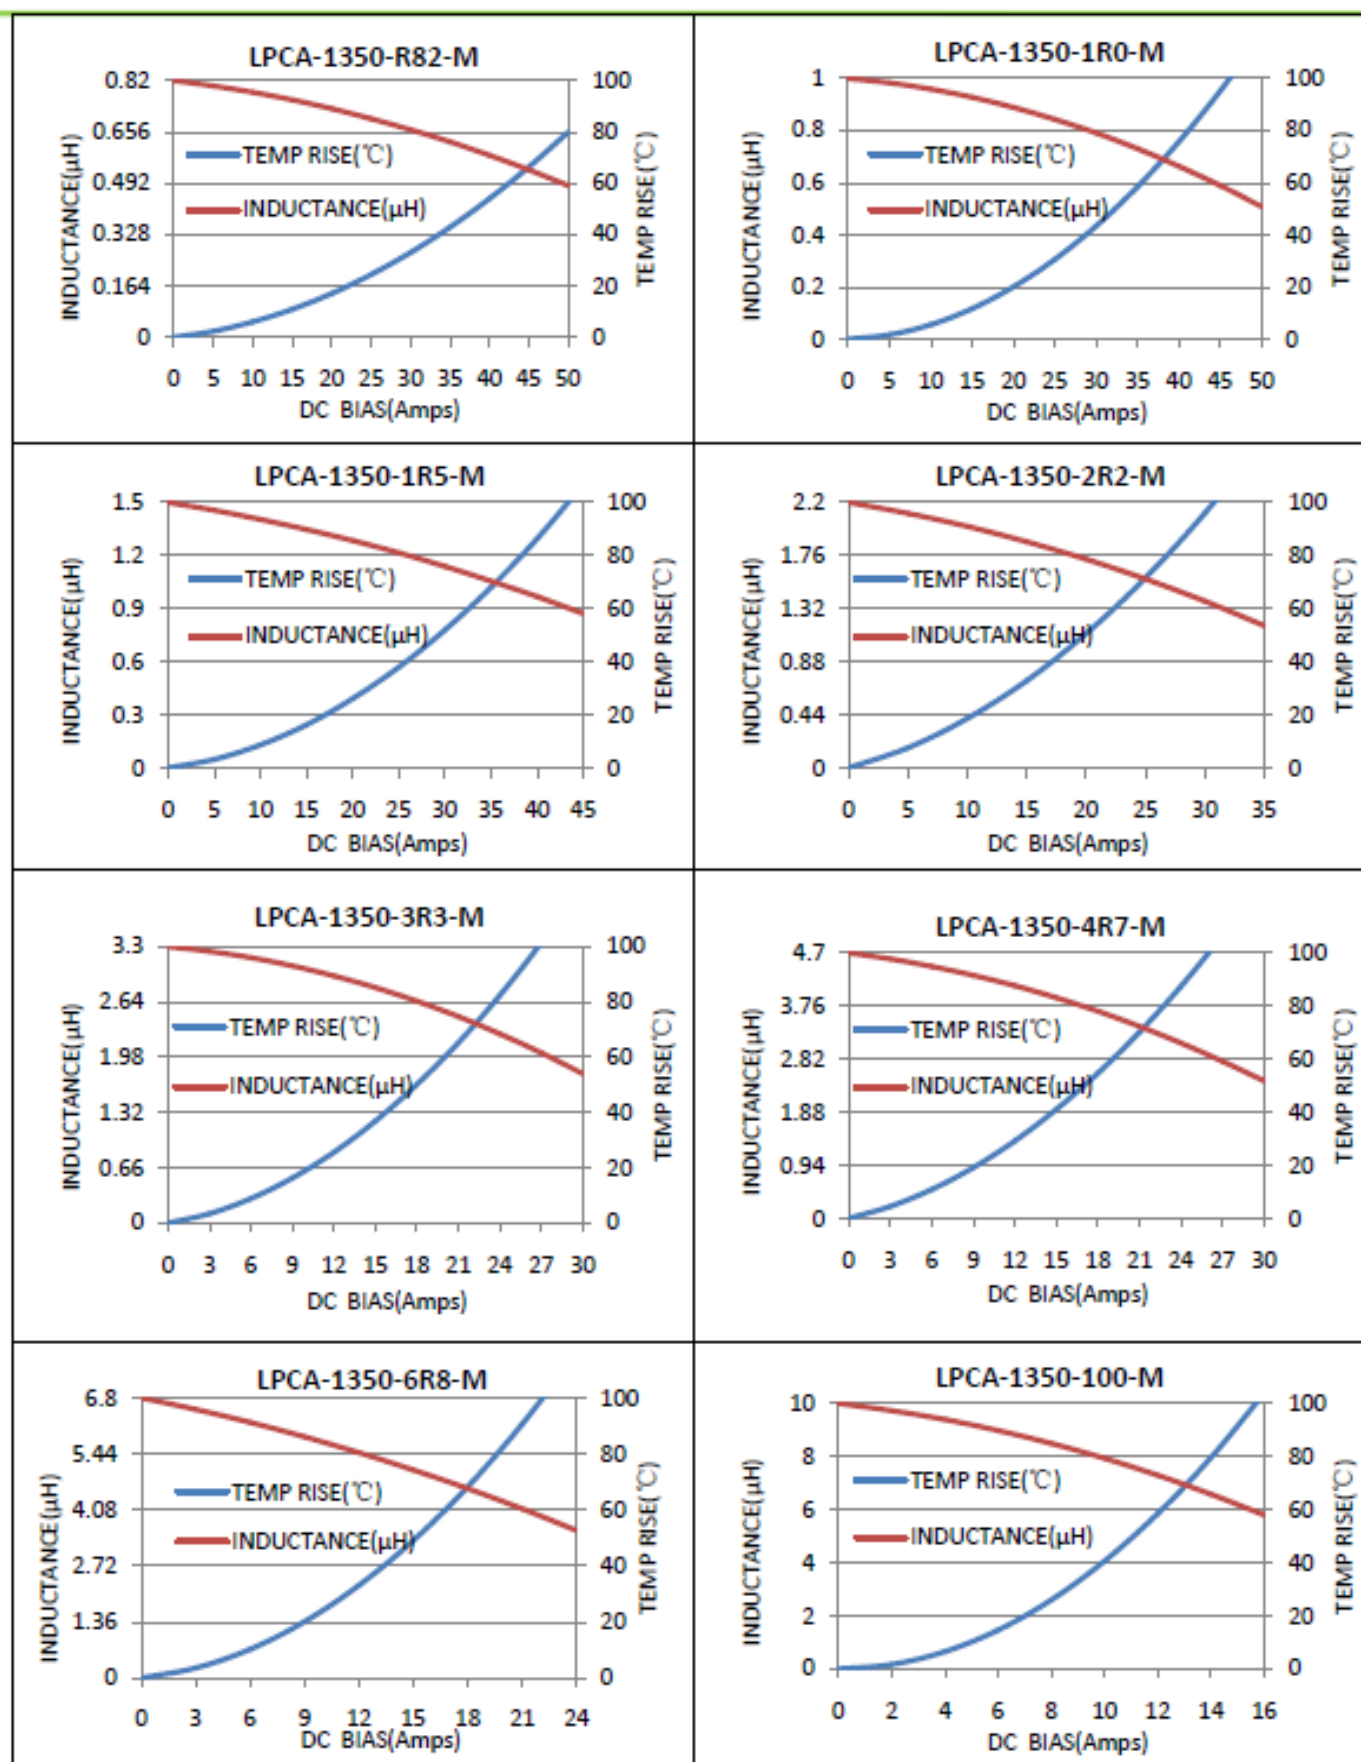 LPCA-1350-R82-M
INDUCTANCE(μH)
0.82
0.656
0.492
0.328
0.164
0
100
80
60
40
20
0
TEMP RISE(℃)
TEMP RISE(℃)
INDUCTANCE(μH)
0 5 10 15 20 25 30 35 40 45 50
DC BIAS(Amps)
LPCA-1350-1R0-M
INDUCTANCE(μH)
1
0.8
0.6
0.4
0.2
0
100
80
60
40
20
0
TEMP RISE(℃)
TEMP RISE(℃)
INDUCTANCE(μH)
0 5 10 15 20 25 30 35 40 45 50
DC BIAS(Amps)
LPCA-1350-1R5-M
INDUCTANCE(μH)
1.5
1.2
0.9
0.6
0.3
0
100
80
60
40
20
0
TEMP RISE(℃)
TEMP RISE(℃)
INDUCTANCE(μH)
0 5 10 15 20 25 30 35 40 45
DC BIAS(Amps)
LPCA-1350-2R2-M
INDUCTANCE(μH)
2.2
1.76
1.32
0.88
0.44
0
100
80
60
40
20
0
TEMP RISE(℃)
TEMP RISE(℃)
INDUCTANCE(μH)
0 5 10 15 20 25 30 35
DC BIAS(Amps)
LPCA-1350-3R3-M
INDUCTANCE(μH)
3.3
2.64
1.98
1.32
0.66
0
100
80
60
40
20
0
TEMP RISE(℃)
TEMP RISE(℃)
INDUCTANCE(μH)
0 3 6 9 12 15 18 21 24 27 30
DC BIAS(Amps)
LPCA-1350-4R7-M
INDUCTANCE(μH)
4.7
3.76
2.82
1.88
0.94
0
100
80
60
40
20
0
TEMP RISE(℃)
TEMP RISE(℃)
INDUCTANCE(μH)
0 3 6 9 12 15 18 21 24 27 30
DC BIAS(Amps)
LPCA-1350-6R8-M
INDUCTANCE(μH)
6.8
5.44
4.08
2.72
1.36
0
100
80
60
40
20
0
TEMP RISE(℃)
TEMP RISE(℃)
INDUCTANCE(μH)
0 3 6 9 12 15 18 21 24
DC BIAS(Amps)
LPCA-1350-100-M
INDUCTANCE(μH)
10
8
6
4
2
0
100
80
60
40
20
0
TEMP RISE(℃)
TEMP RISE(℃)
INDUCTANCE(μH)
0 2 4 6 8 10 12 14 16
DC BIAS(Amps)